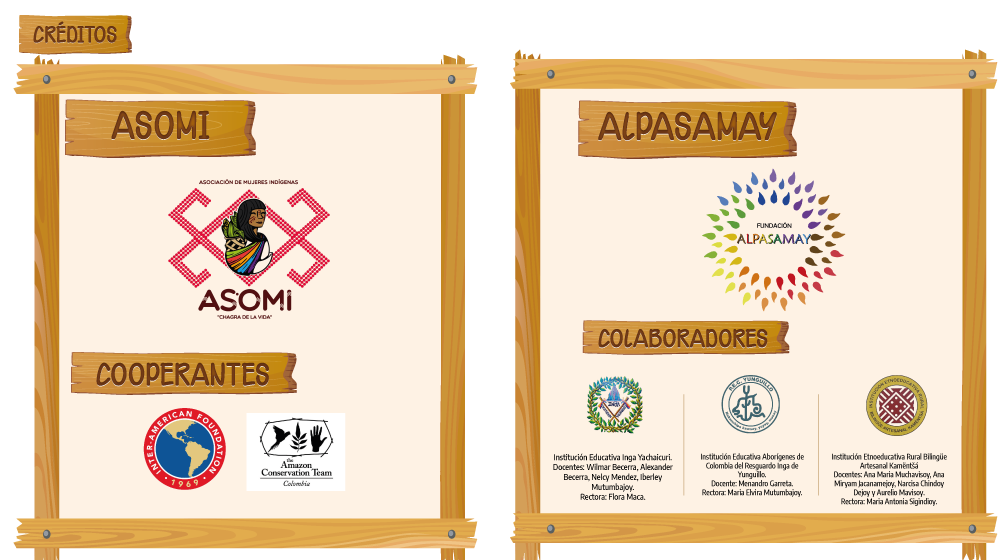 CRÉDITOS
ASOMI
ASOCIACIÓN DE MUJERES INDÍGENAS
ASOMI
"CHAGRA DE LA VIDA"
COOPERANTES
INTER-AMERICAN FOUNDATION
• 1969 •
the
Amazon
Conservation Team
Colombia
ALPASAMAY
FUNDACIÓN
ALPASAMAY
COLABORADORES
Institución Educativa Inga Yachaicuri.
Docentes: Wilmar Becerra, Alexander
Becerra, Nelcy Mendez, Iberley
Mutumbajoy.
Rectora: Flora Maca.
YUNGUILLO
Institución Educativa Aborigenes de
Colombia del Resguardo Inga de
Yunguillo.
Docente: Menandro Garreta.
Rectora: Maria Elvira Mutumbajoy.
Institución Etnoeducativa Rural Bilingüe
Artesanal Kamëntšá
Docentes: Ana Maria Muchavisoy, Ana
Miryam Jacanamejoy, Narcisa Chindoy
Dejoy y Aurelio Mavisoy.
Rectora: Maria Antonia Sigindioy.